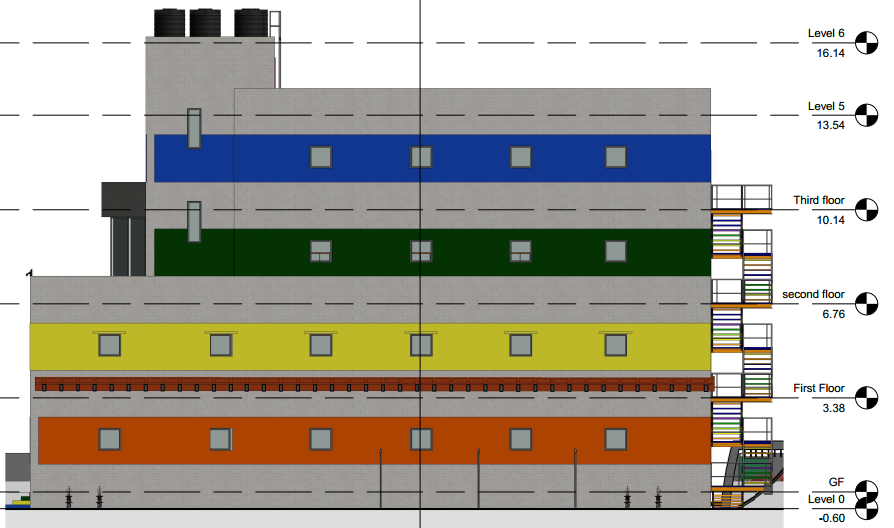 Level 6
16.14
Level 5
13.54
Third floor
10.14
second floor
6.76
First Floor
3.38
GF
Level 0
-0.60